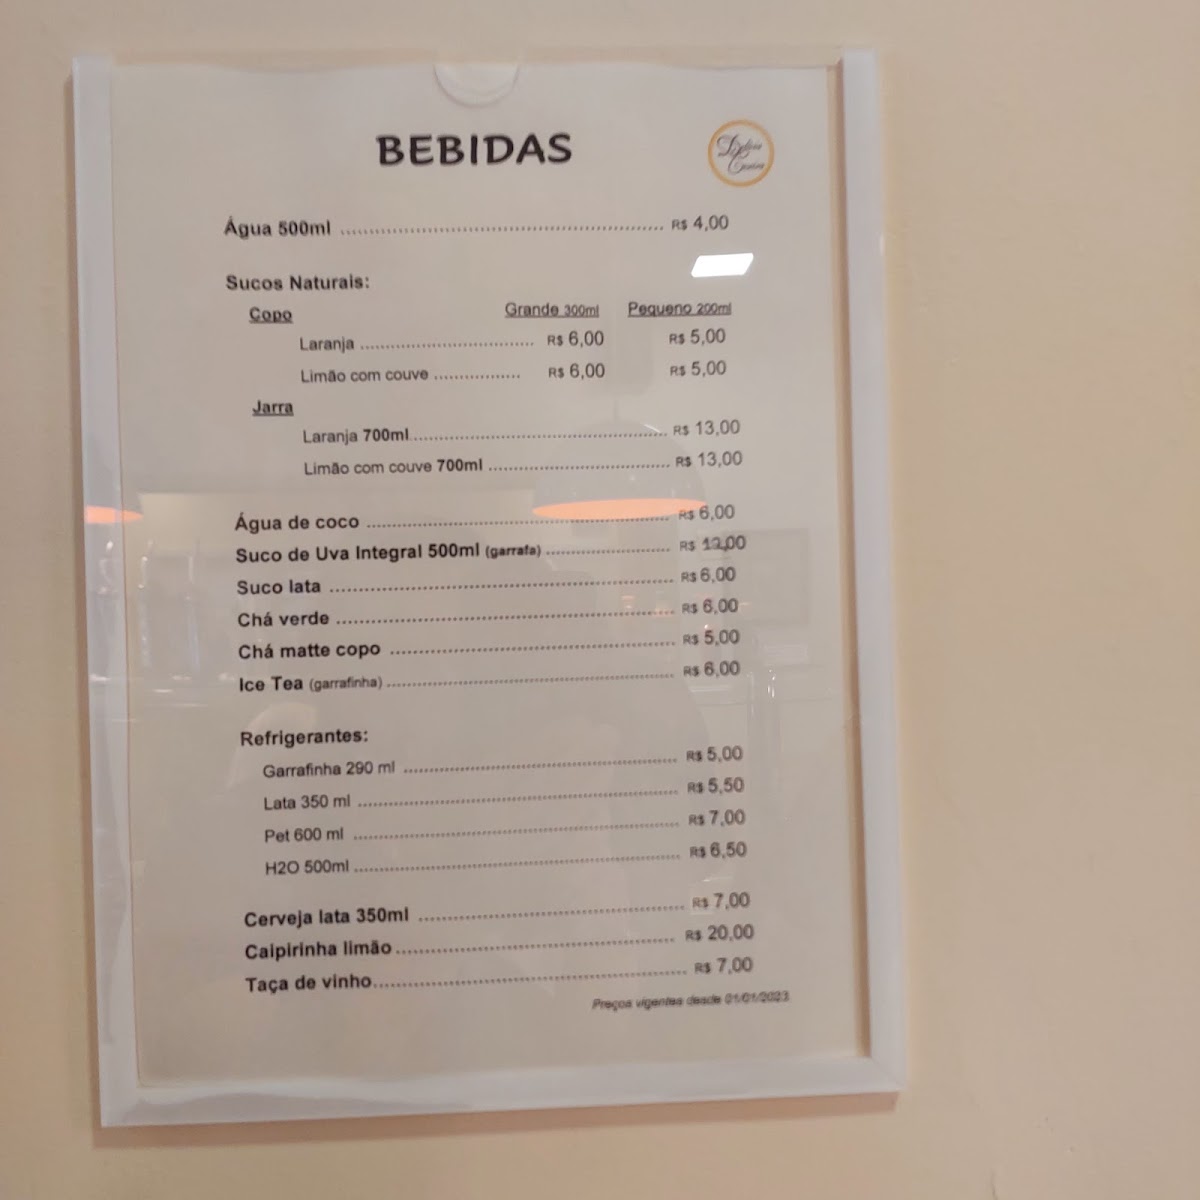 BEBIDAS
Água 500ml ........ R$ 4,00
Sucos Naturais:
Copo Grande 300ml Pequeno 200ml
Laranja ........ R$ 6,00 R$ 5,00
Limão com couve ........ R$ 6,00 R$ 5,00
Jarra
Laranja 700ml ........ R$ 13,00
Limão com couve 700ml ........ R$ 13,00
Água de coco ........ R$ 6,00
Suco de Uva Integral 500ml (garrafa) ........ R$
Suco lata ........ R$ 6,00
Chá verde ........ R$ 6,00
Chá matte copo ........ R$ 5,00
Ice Tea (garrafinha) ........ R$ 6,00
Refrigerantes:
Garrafinha 290 ml ........ R$ 5,00
Lata 350 ml ........ R$ 5,50
Pet 600 ml ........ R$ 7,00
H2O 500ml ........ R$ 6,50
Cerveja lata 350ml ........ R$ 7,00
Caipirinha limão ........ R$ 20,00
Taça de vinho ........ R$ 7,00
Preços vigentes desde 01/01/2023